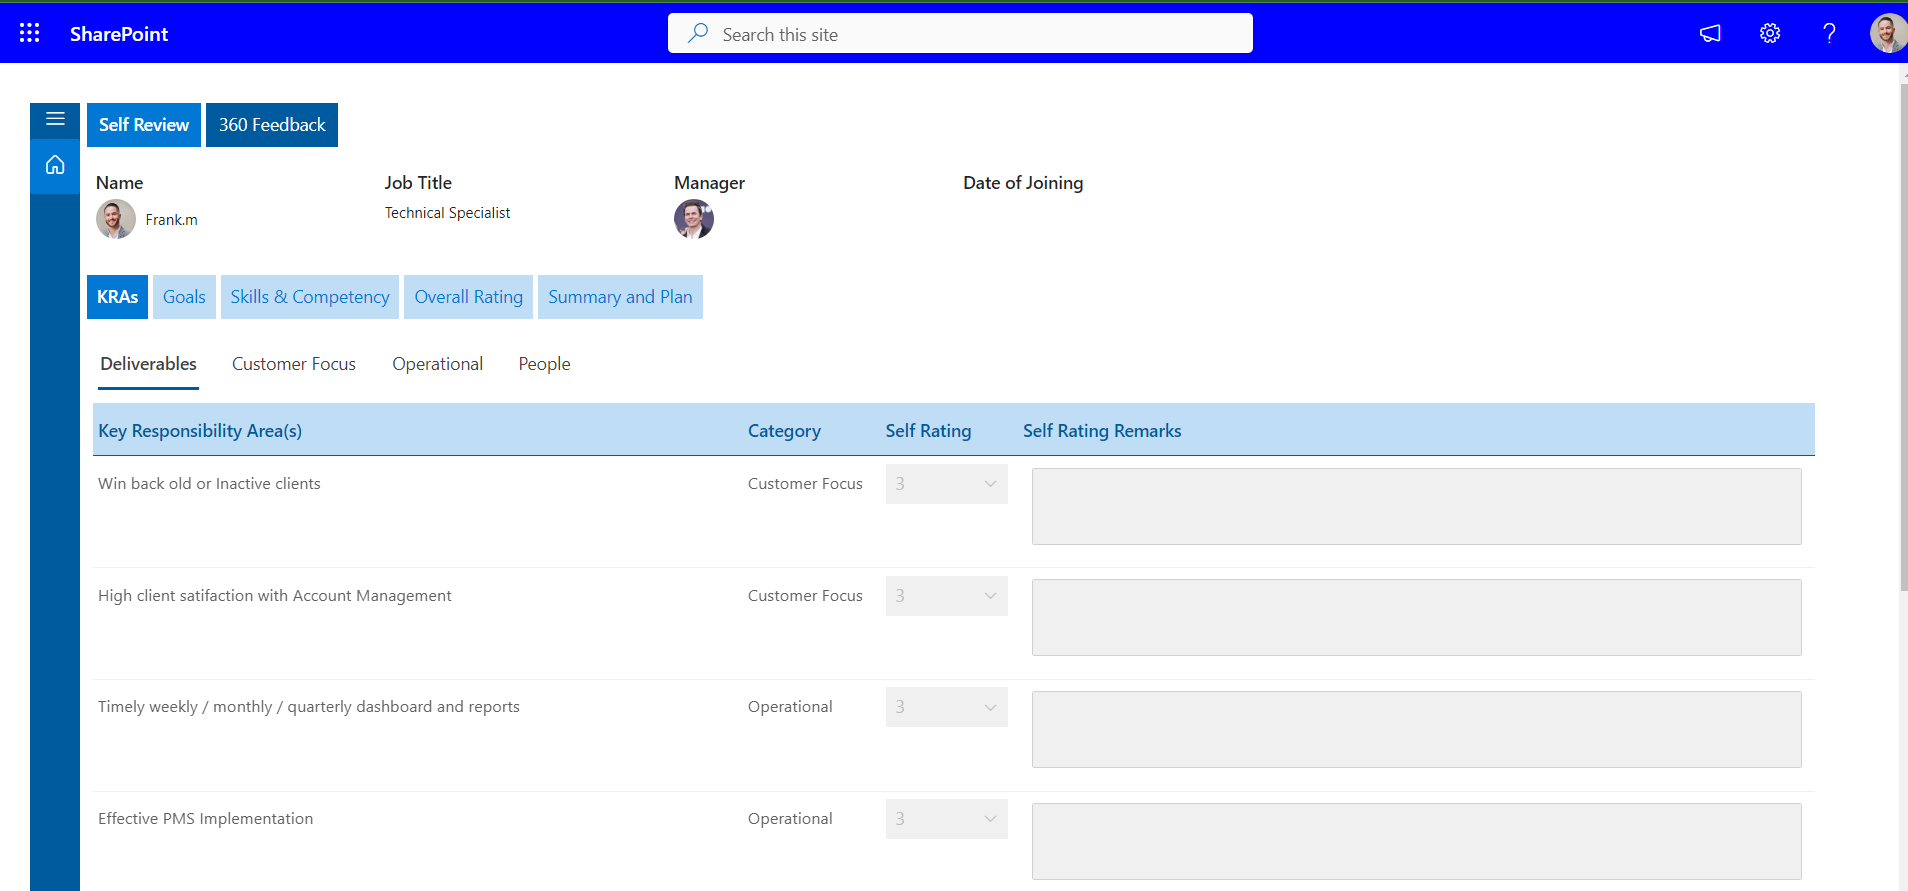 SharePoint
Search this site
Self Review
360 Feedback
Name
Job Title
Manager
Date of Joining
Frank.m
Technical Specialist
KRAs
Goals
Skills & Competency
Overall Rating
Summary and Plan
Deliverables
Customer Focus
Operational
People
Key Responsibility Area(s) Category Self Rating Self Rating Remarks
Win back old or Inactive clients Customer Focus 3
High client satifaction with Account Management Customer Focus 3
Timely weekly / monthly / quarterly dashboard and reports Operational 3
Effective PMS Implementation Operational 3